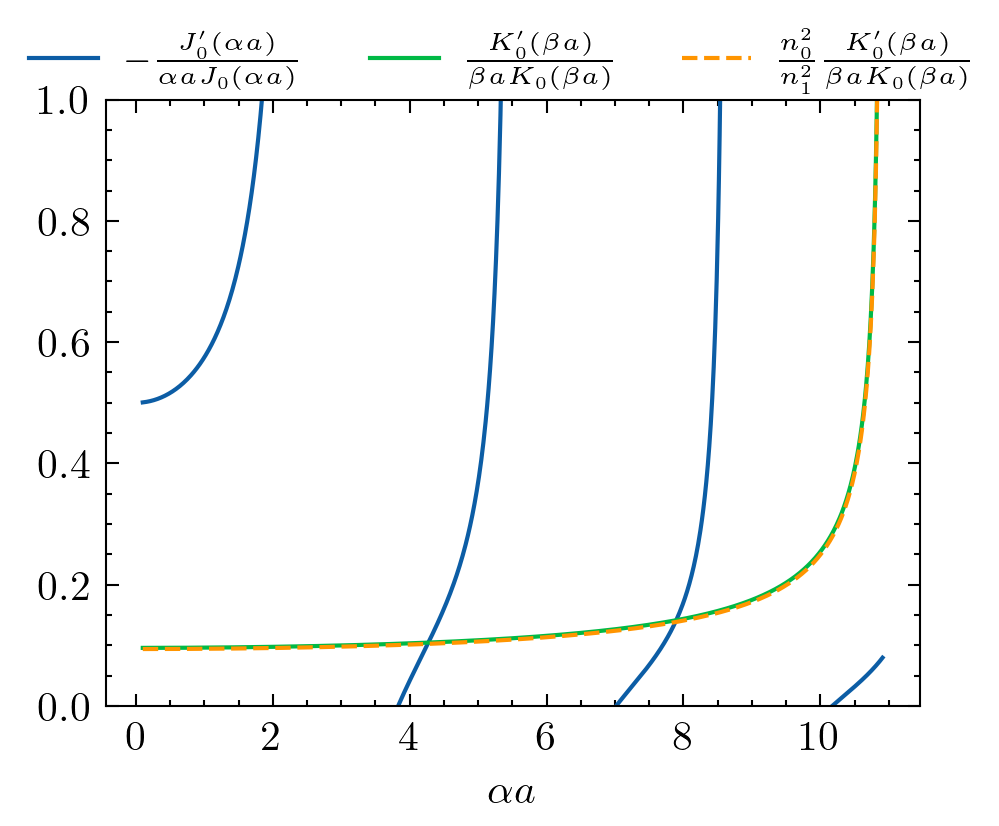 $-\frac{J_0'(\alpha a)}{\alpha a J_0(\alpha a)}$ $\frac{K_0'(\beta a)}{\beta a K_0(\beta a)}$ $\frac{n_0^2}{n_1^2}\frac{K_0'(\beta a)}{\beta a K_0(\beta a)}$
1.0
0.8
0.6
0.4
0.2
0.0
0 2 4 6 8 10
αa